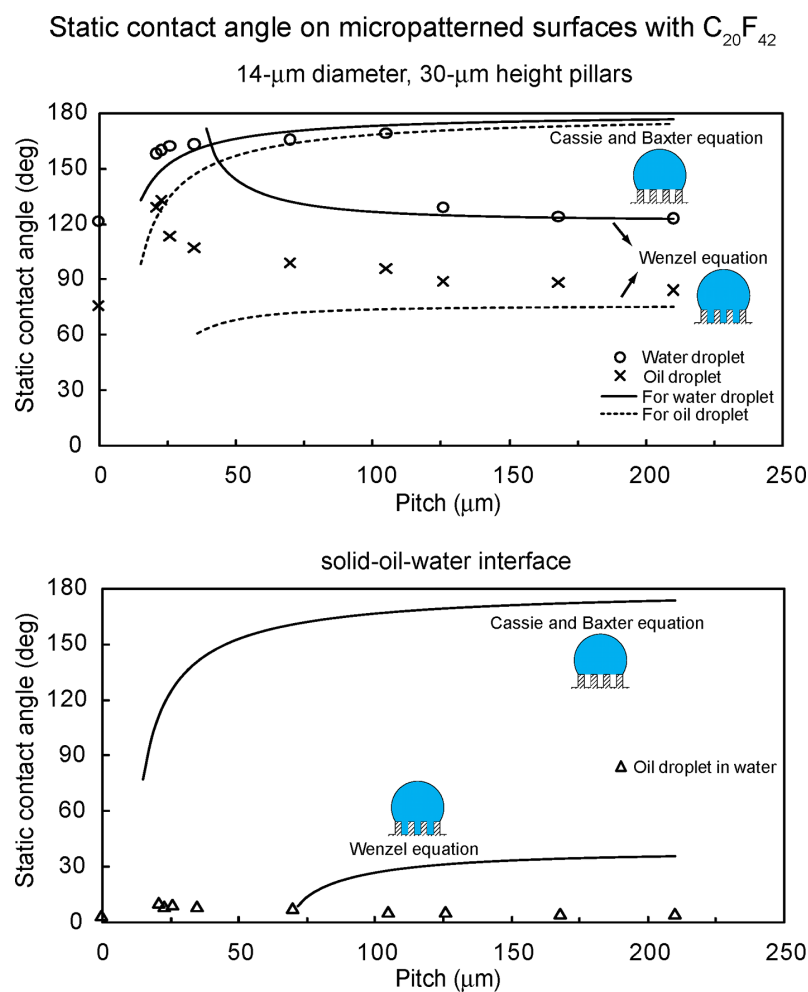 Static contact angle on micropatterned surfaces with C₂₀F₄₂
14-μm diameter, 30-μm height pillars
Static contact angle (deg)
180
150
120
90
60
30
0
Cassie and Baxter equation
Wenzel equation
Water droplet
Oil droplet
For water droplet
For oil droplet
0
50
100
150
200
250
Pitch (μm)
solid-oil-water interface
Static contact angle (deg)
180
150
120
90
60
30
0
Cassie and Baxter equation
Oil droplet in water
Wenzel equation
0
50
100
150
200
250
Pitch (μm)